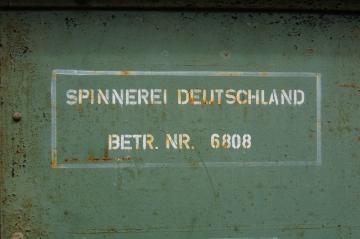 SPINNEREI DEUTSCHLAND
BETR. NR. 6808